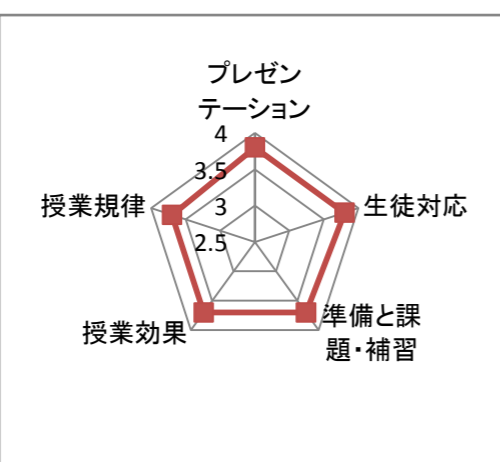 プレゼン
テーション
4
3.5
3
2.5
生徒対応
準備と課
題・補習
授業効果
授業規律